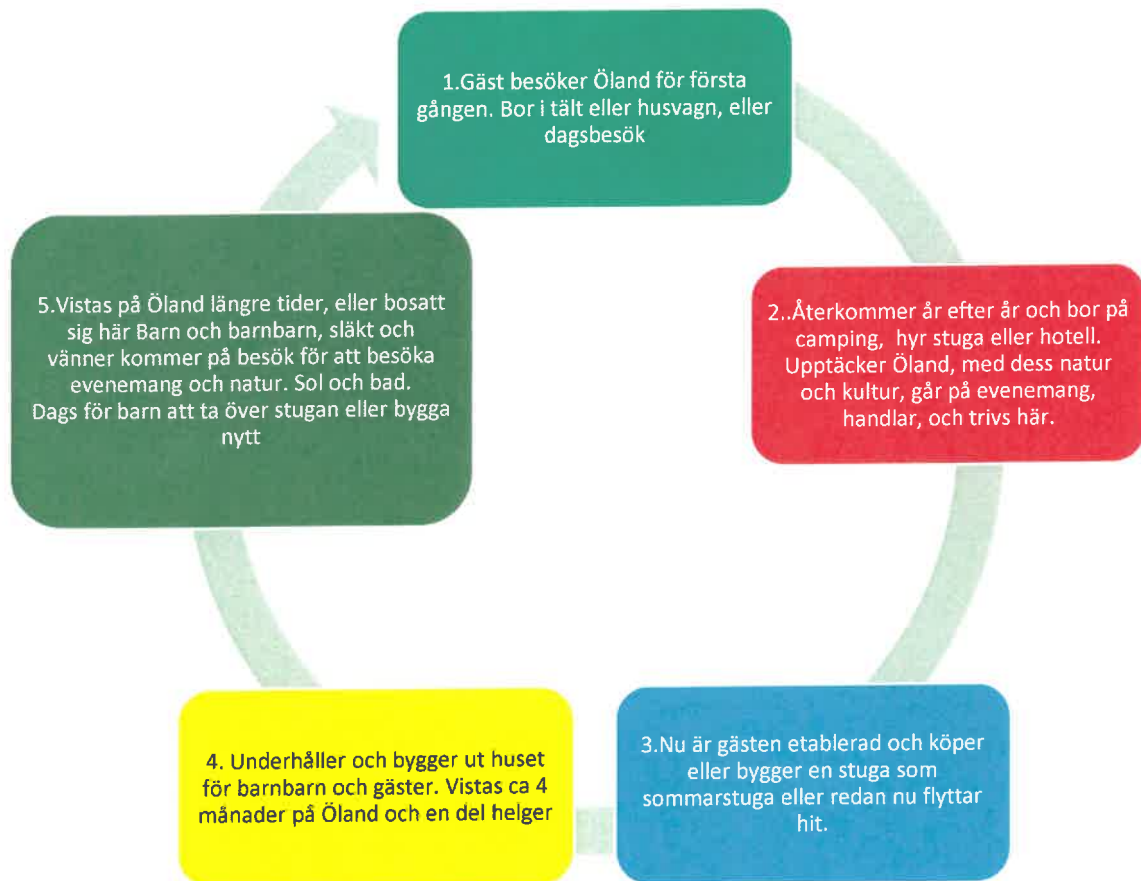 1.Gäst besöker Öland för första
gången. Bor i tält eller husvagn, eller
dagsbesök
2..Återkommer år efter år och bor på
camping, hyr stuga eller hotell.
Upptäcker Öland, med dess natur
och kultur, går på evenemang,
handlar, och trivs här.
3.Nu är gästen etablerad och köper
eller bygger en stuga som
sommarstuga eller redan nu flyttar
hit.
4. Underhåller och bygger ut huset
för barnbarn och gäster. Vistas ca 4
månader på Öland och en del helger
5.Vistas på Öland längre tider, eller bosatt
sig här Barn och barnbarn, släkt och
vänner kommer på besök för att besöka
evenemang och natur. Sol och bad.
Dags för barn att ta över stugan eller bygga
nytt